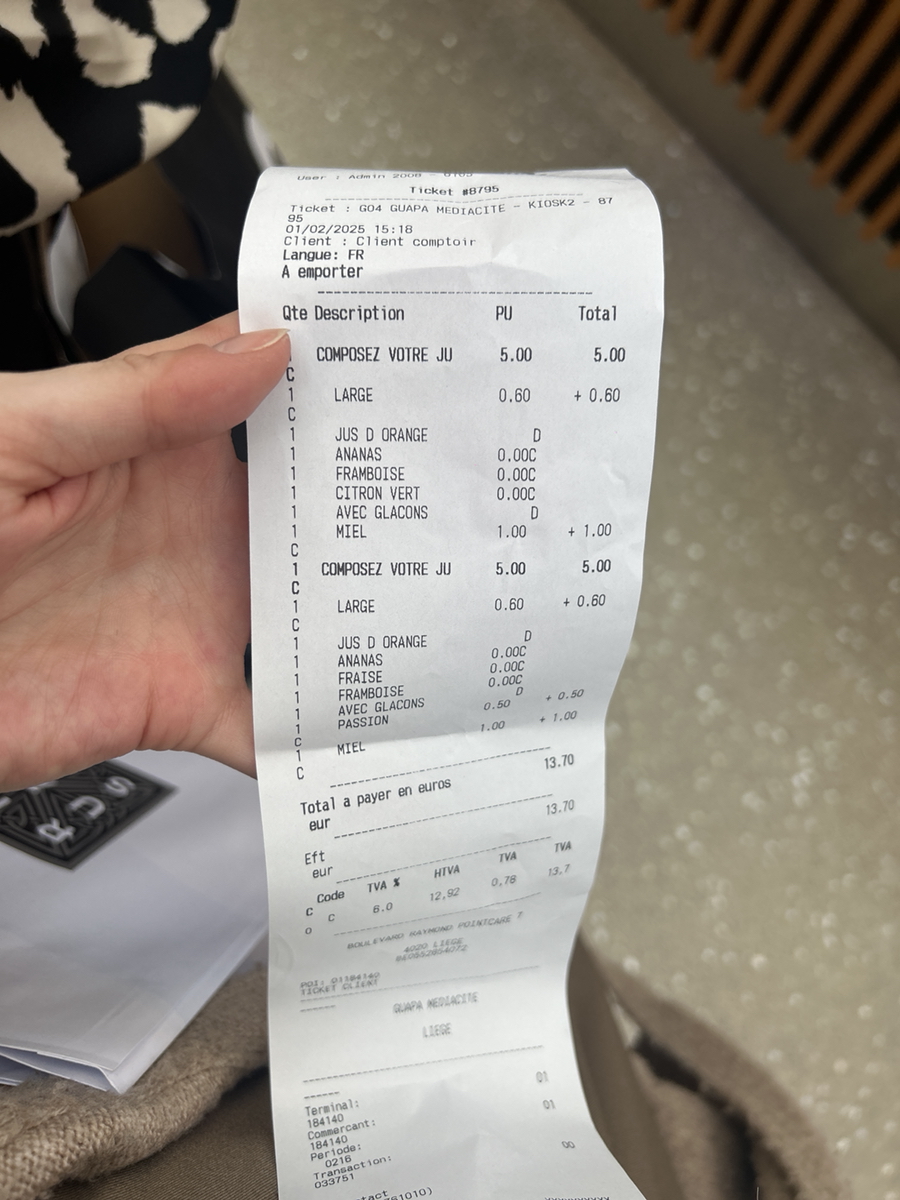 User : Admin 2008 - 0105
Ticket #8795
Ticket : G04 GUAPA MEDIACITE - KIOSK2 - 87
95
01/02/2025 15:18
Client : Client comptoir
Langue: FR
A emporter
Qte Description PU Total
COMPOSEZ VOTRE JU 5.00 5.00
C
1 LARGE 0.60 + 0.60
C
1 JUS D ORANGE D
1 ANANAS 0.00C
1 FRAMBOISE 0.00C
1 CITRON VERT 0.00C
1 AVEC GLACONS D
1 MIEL 1.00 + 1.00
C
1 COMPOSEZ VOTRE JU 5.00 5.00
C
1 LARGE 0.60 + 0.60
C
1 JUS D ORANGE D
1 ANANAS 0.00C
1 FRAISE 0.00C
1 FRAMBOISE 0.00C
1 AVEC GLACONS D
1 PASSION 0.50 + 0.50
C
1 MIEL 1.00 + 1.00
C
Total a payer en euros 13.70
eur
Eft 13.70
eur
Code TVA % HTVA TVA TVA
C C 6.0 12,92 0,78 13,7
O
BOULEVARD RAYMOND POINTCARE 7
4020 LIEGE
POI: 01184140
TICKET CLIENT
GUAPA MEDIACITE
LIEGE
Terminal: 01
184140
Commercant: 01
184140
Periode:
0216
Transaction: 00
033751
RUS